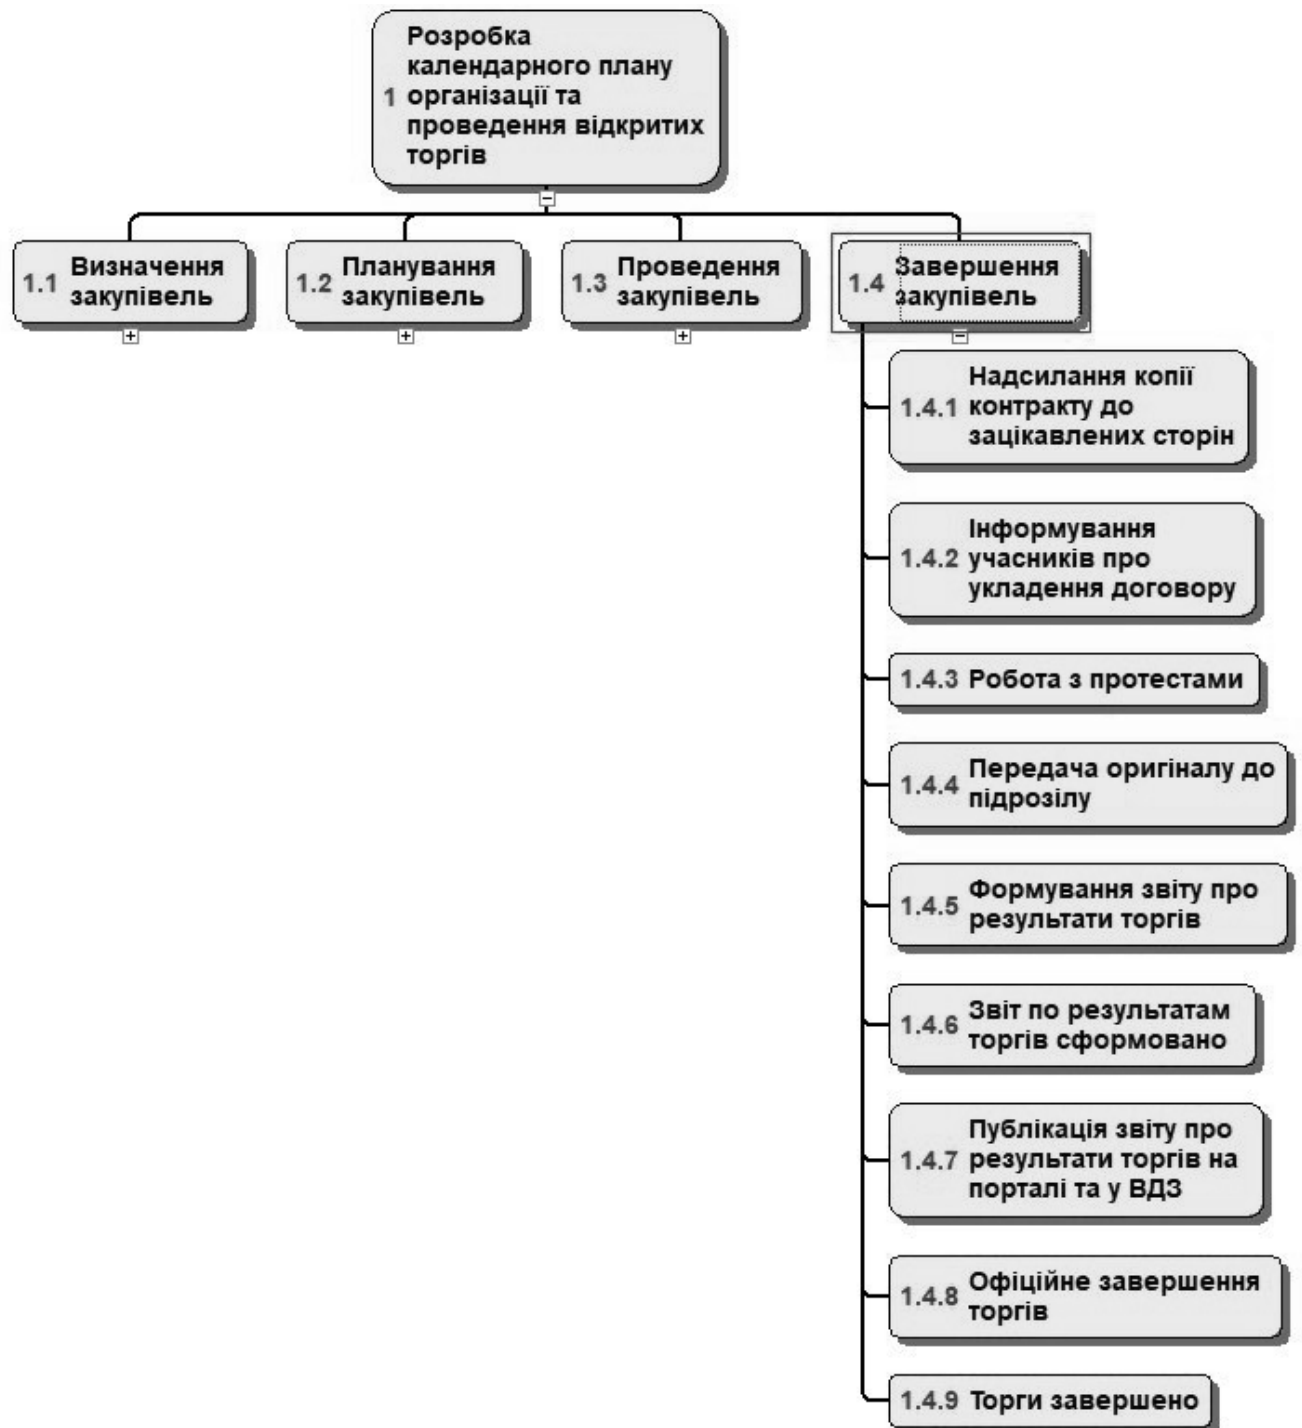 Розробка
календарного плану
1 організації та
проведення відкритих
торгів
1.1 Визначення
закупівель
1.2 Планування
закупівель
1.3 Проведення
закупівель
1.4 Завершення
закупівель
Надсилання копії
1.4.1 контракту до
зацікавлених сторін
Інформування
1.4.2 учасників про
укладення договору
1.4.3 Робота з протестами
1.4.4 Передача оригіналу до
підрозілу
1.4.5 Формування звіту про
результати торгів
1.4.6 Звіт по результатам
торгів сформовано
Публікація звіту про
1.4.7 результати торгів на
порталі та у ВДЗ
1.4.8 Офіційне завершення
торгів
1.4.9 Торги завершено